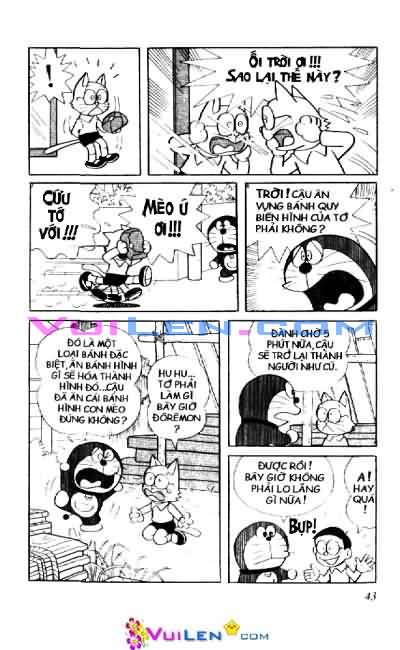 !
ỐI TRỜI ƠI!!!
SAO LẠI THẾ NÀY?
CỨU
TỚ
VỚI!!!
MÈO Ú
ƠI!!!
TRỜI! CẬU ĂN
VỤNG BÁNH QUY
BIẾN HÌNH CỦA TỚ
PHẢI KHÔNG?
VUILEN.COM
ĐÓ LÀ MỘT
LOẠI BÁNH ĐẶC
BIỆT, ĂN BÁNH HÌNH
GÌ SẼ HÓA THÀNH
HÌNH ĐÓ...CẬU
ĐÃ ĂN CÁI BÁNH
HÌNH CON MÈO
ĐÚNG KHÔNG?
HU HU...
TỚ PHẢI
LÀM GÌ
BÂY GIỜ
ĐÔRÊMON
?
ĐÀNH CHỜ 5
PHÚT NỮA, CẬU
SẼ TRỞ LẠI THÀNH
NGƯỜI NHƯ CŨ.
ĐƯỢC RỒI!
BÂY GIỜ KHÔNG
PHẢI LO LẮNG
GÌ NỮA!
BỤP!
A!
HAY
QUÁ
!
43
VUILEN.COM